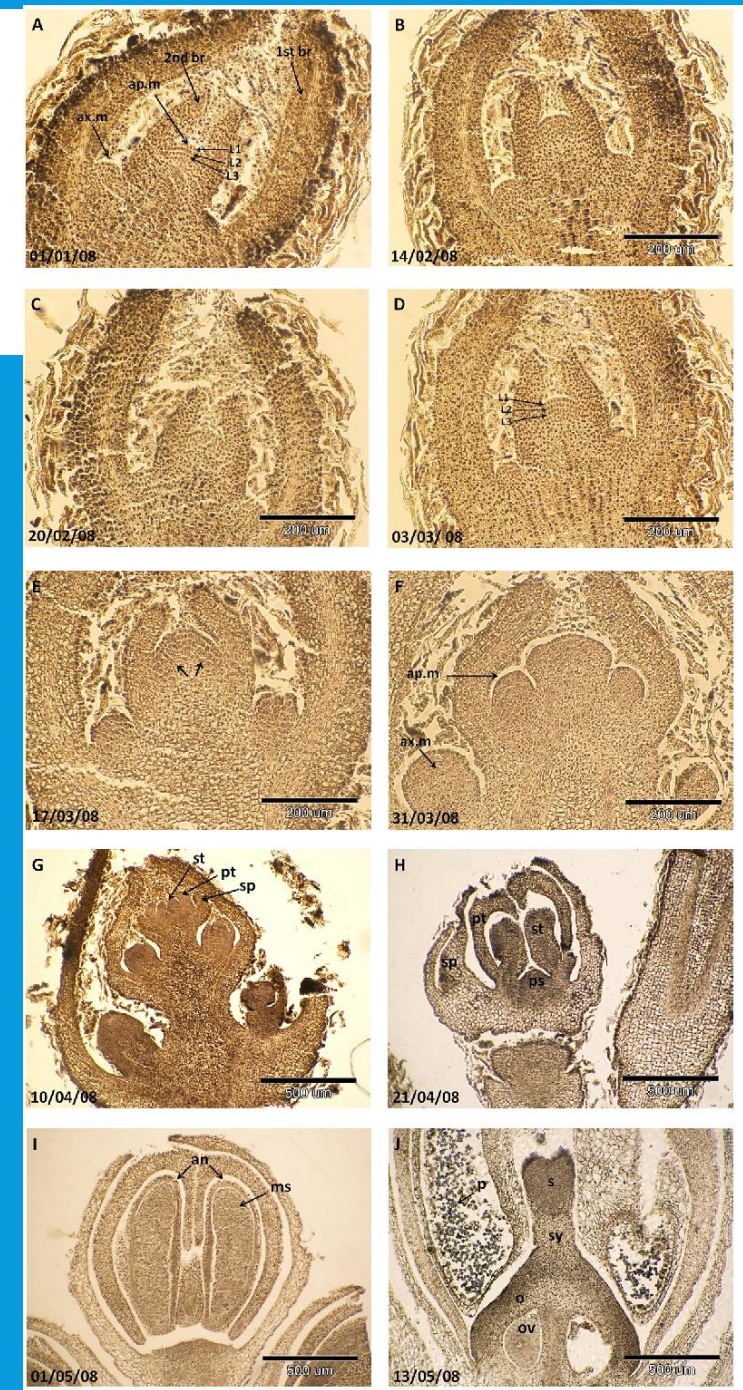 A
2nd br
1st br
ap.m
ax.m
L1
L2
L3
01/01/08
B
200 um
14/02/08
C
200 um
20/02/08
D
L1
L2
L3
200 um
03/03/ 08
E
200 um
17/03/08
F
ap.m
ax.m
200 um
31/03/08
G
st
pt
sp
500 um
10/04/08
H
pt
st
sp
ps
500 um
21/04/08
I
an
ms
500 um
01/05/08
J
s
p
sy
o
ov
500 um
13/05/08